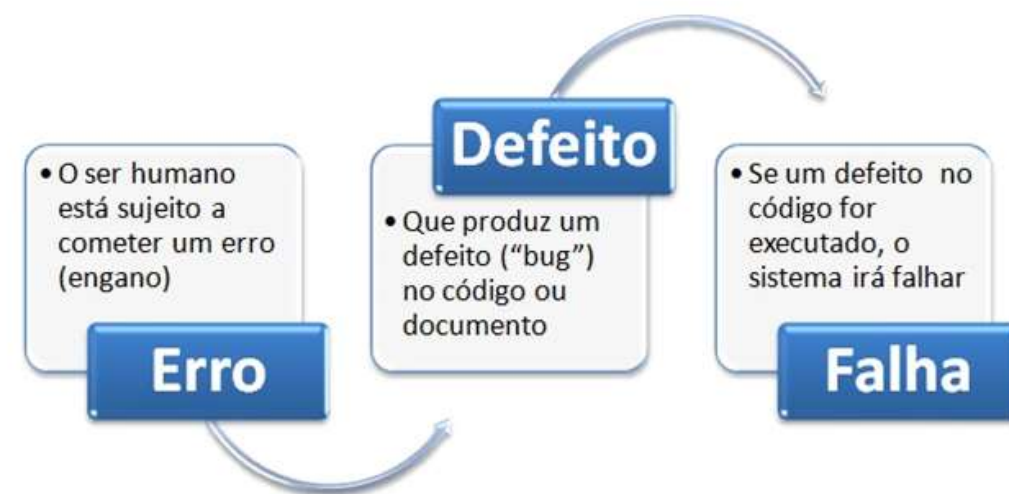 • O ser humano
está sujeito a
cometer um erro
(engano)
Erro
Defeito
• Que produz um
defeito (“bug”)
no código ou
documento
• Se um defeito no
código for
executado, o
sistema irá falhar
Falha